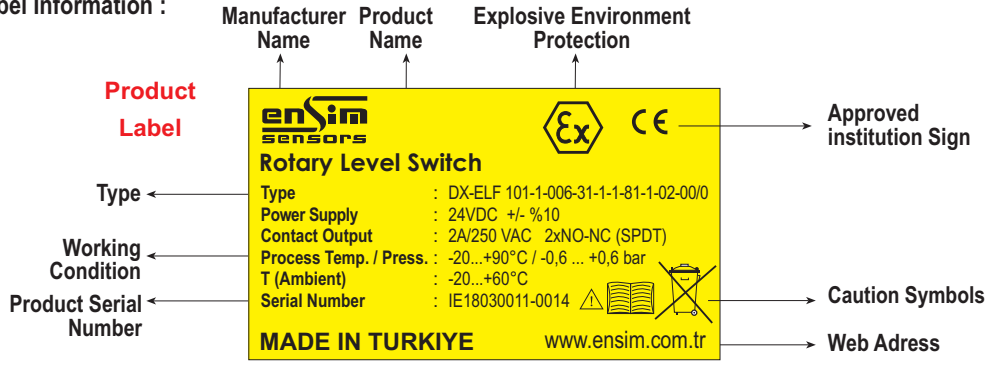 bel Information :
Manufacturer Name
Product Name
Explosive Environment Protection
Product Label
enSim
sensors
Ex CE
Approved institution Sign
Rotary Level Switch
Type
Type : DX-ELF 101-1-006-31-1-1-81-1-02-00/0
Power Supply : 24VDC +/- %10
Contact Output : 2A/250 VAC 2xNO-NC (SPDT)
Working Condition
Process Temp. / Press. : -20...+90°C / -0,6 ... +0,6 bar
T (Ambient) : -20...+60°C
Product Serial Number
Serial Number : IE18030011-0014
Caution Symbols
MADE IN TURKIYE www.ensim.com.tr
Web Adress